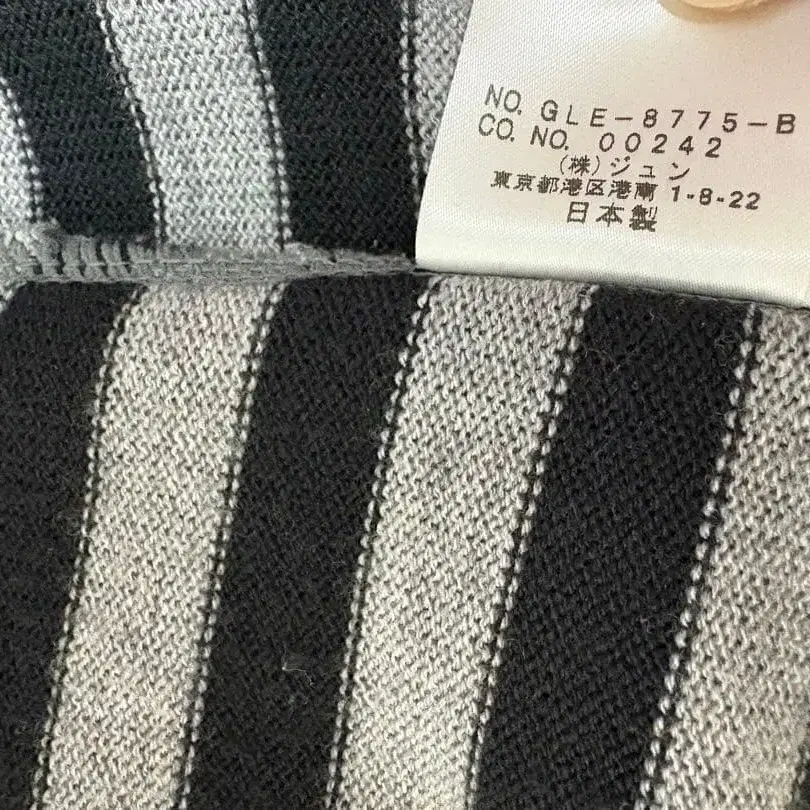 NO. GLE-8775-B
CO. NO. 00242
(株)ジュン
東京都港区港南 1-8-22
日本製